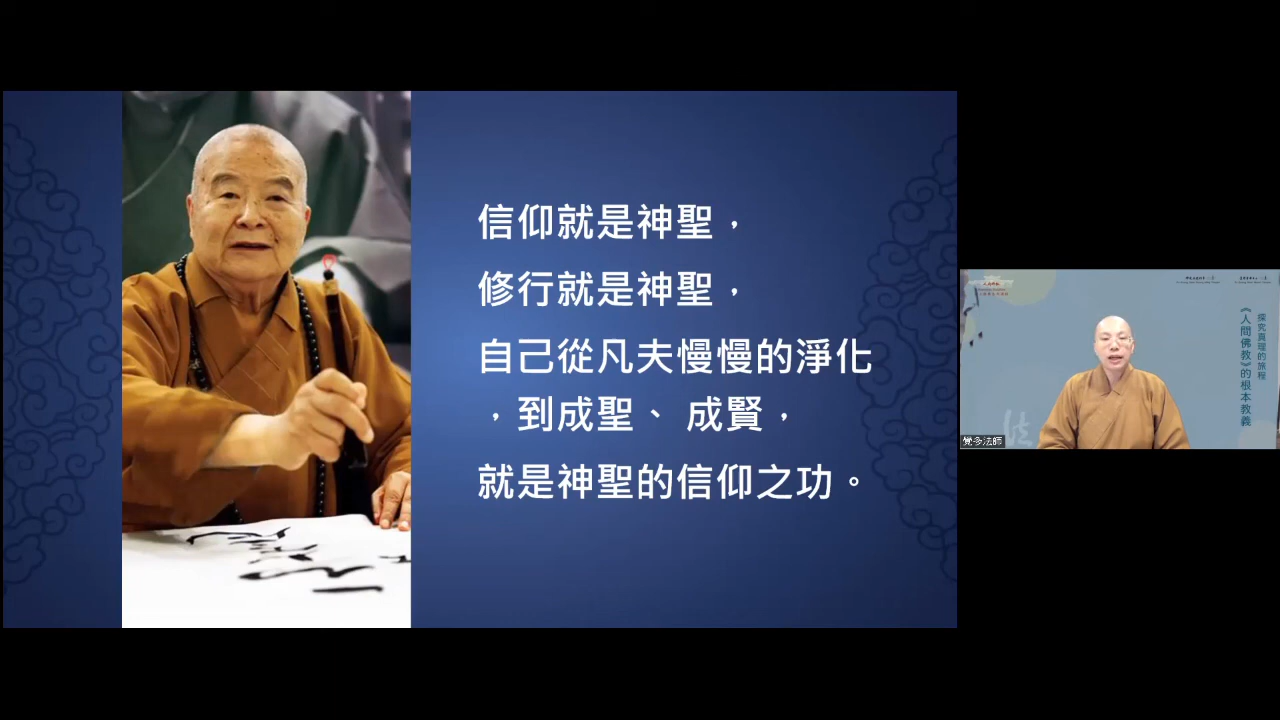 信仰就是神聖，
修行就是神聖，
自己從凡夫慢慢的淨化
，到成聖、 成賢，
就是神聖的信仰之功。
探究真理的旅程
《人間佛教》的根本教義
覺多法師
法